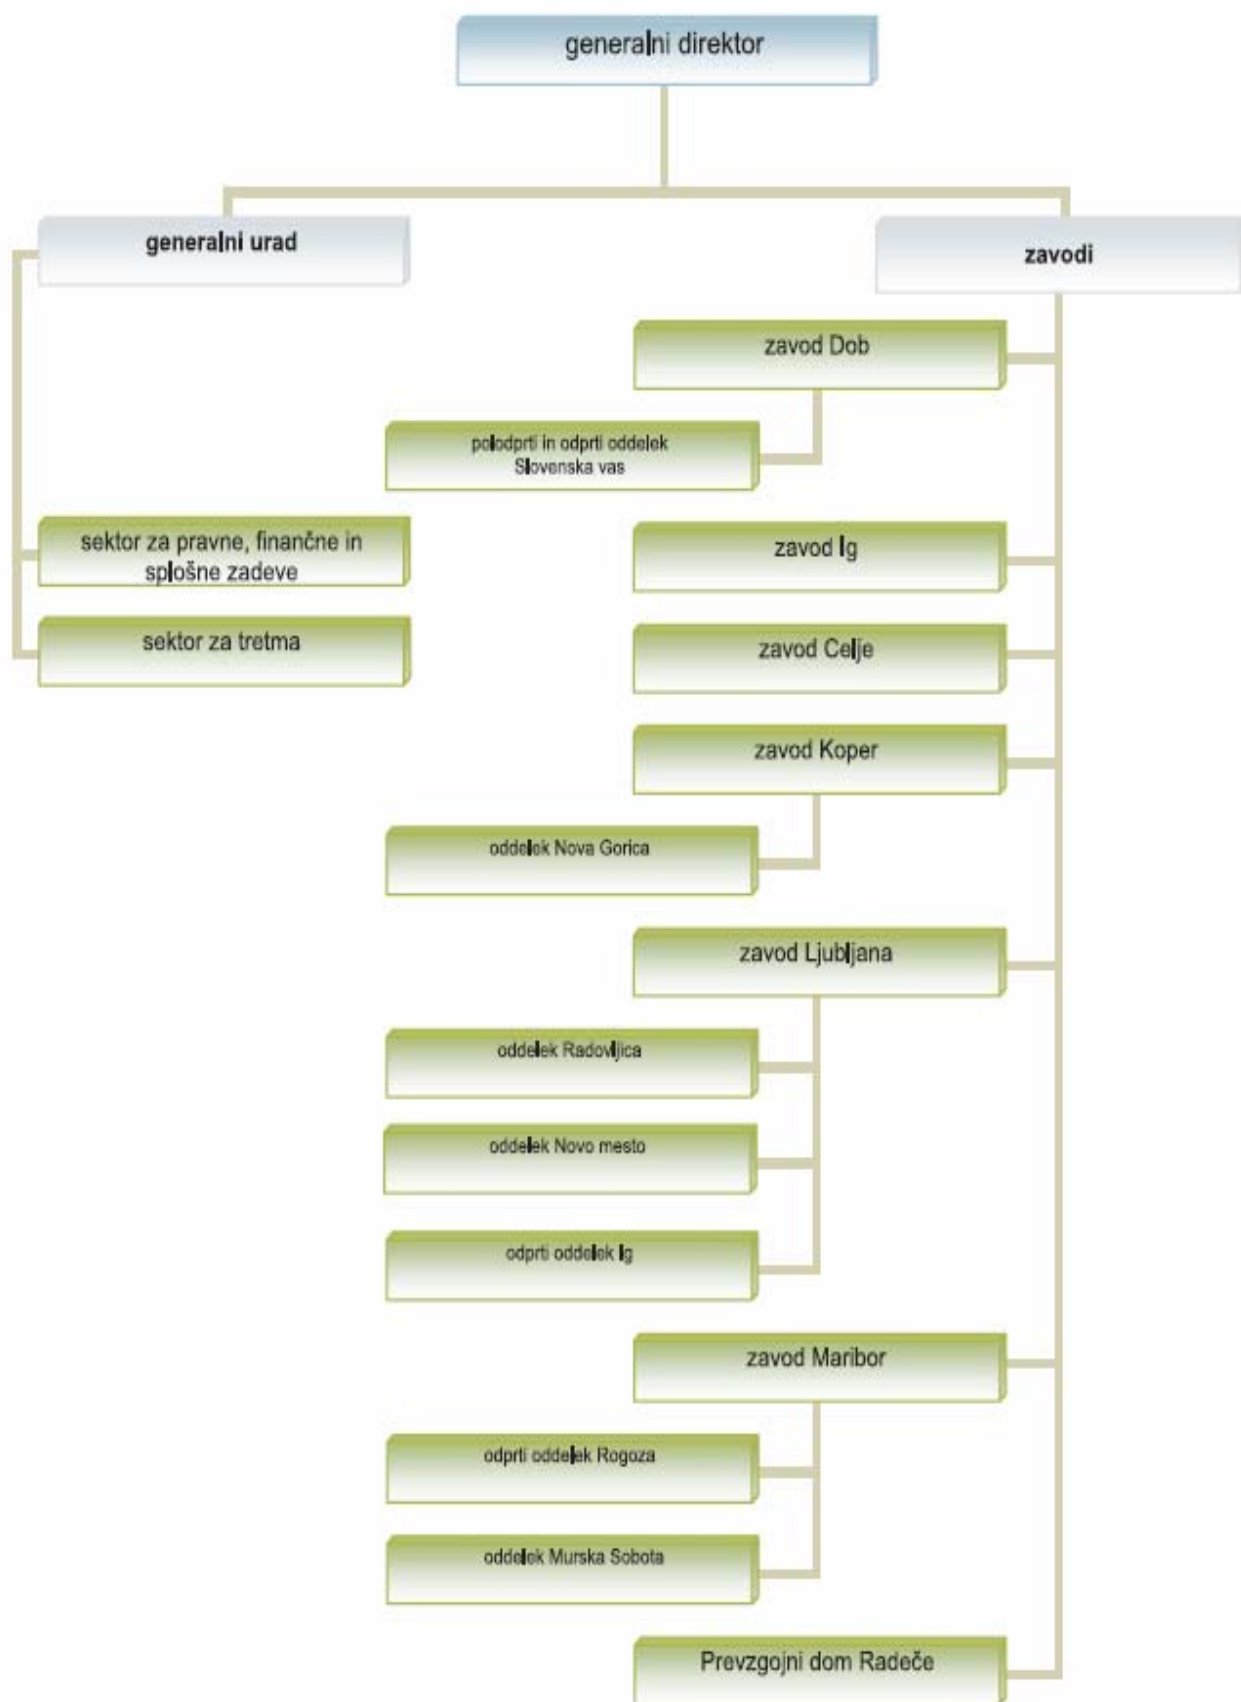 generalni direktor
generalni urad
zavodi
zavod Dob
polodprti in odprti oddelek
Slovenska vas
sektor za pravne, finančne in
splošne zadeve
zavod Ig
sektor za tretma
zavod Celje
zavod Koper
oddelek Nova Gorica
zavod Ljubljana
oddelek Radovljica
oddelek Novo mesto
odprti oddelek Ig
zavod Maribor
odprti oddelek Rogoza
oddelek Murska Sobota
Prevzgojni dom Radeče